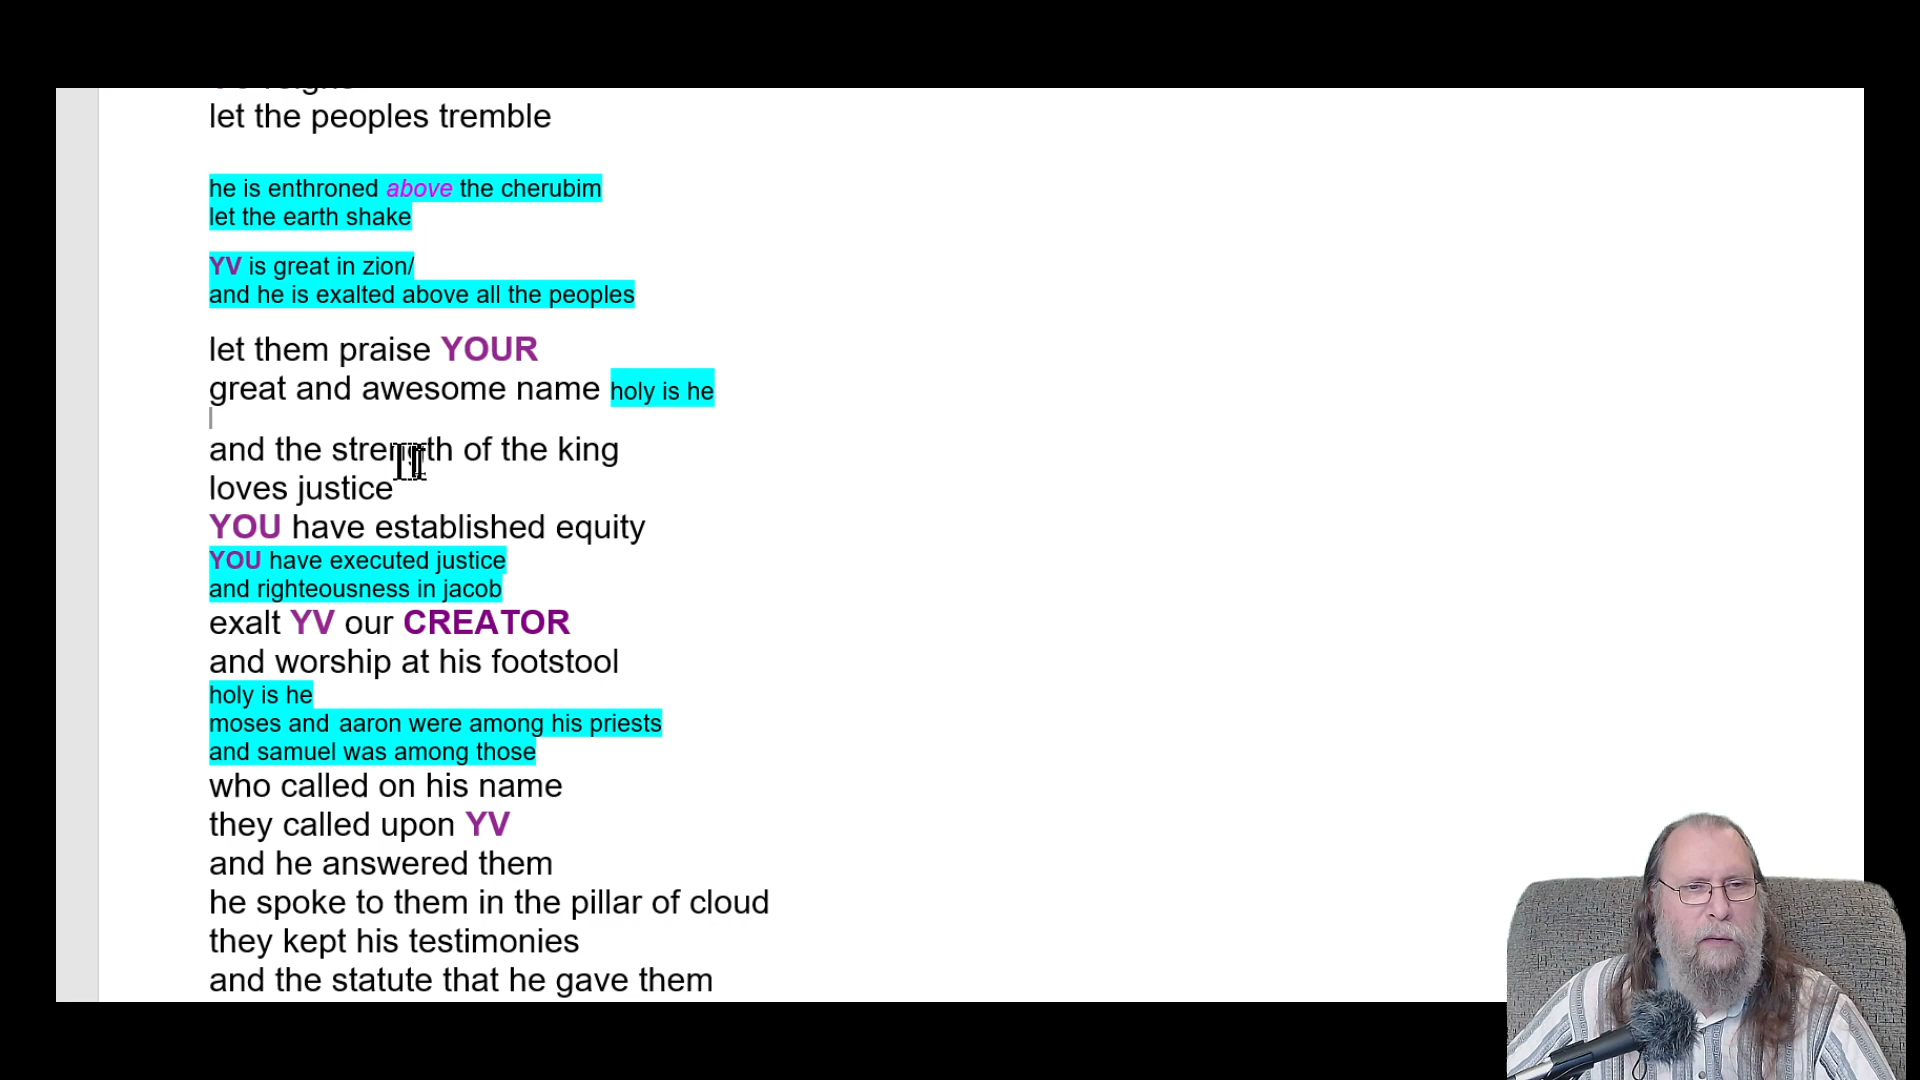 let the peoples tremble
he is enthroned above the cherubim
let the earth shake
YV is great in zion/
and he is exalted above all the peoples
let them praise YOUR
great and awesome name holy is he
and the strength of the king
loves justice
YOU have established equity
YOU have executed justice
and righteousness in jacob
exalt YV our CREATOR
and worship at his footstool
holy is he
moses and aaron were among his priests
and samuel was among those
who called on his name
they called upon YV
and he answered them
he spoke to them in the pillar of cloud
they kept his testimonies
and the statute that he gave them